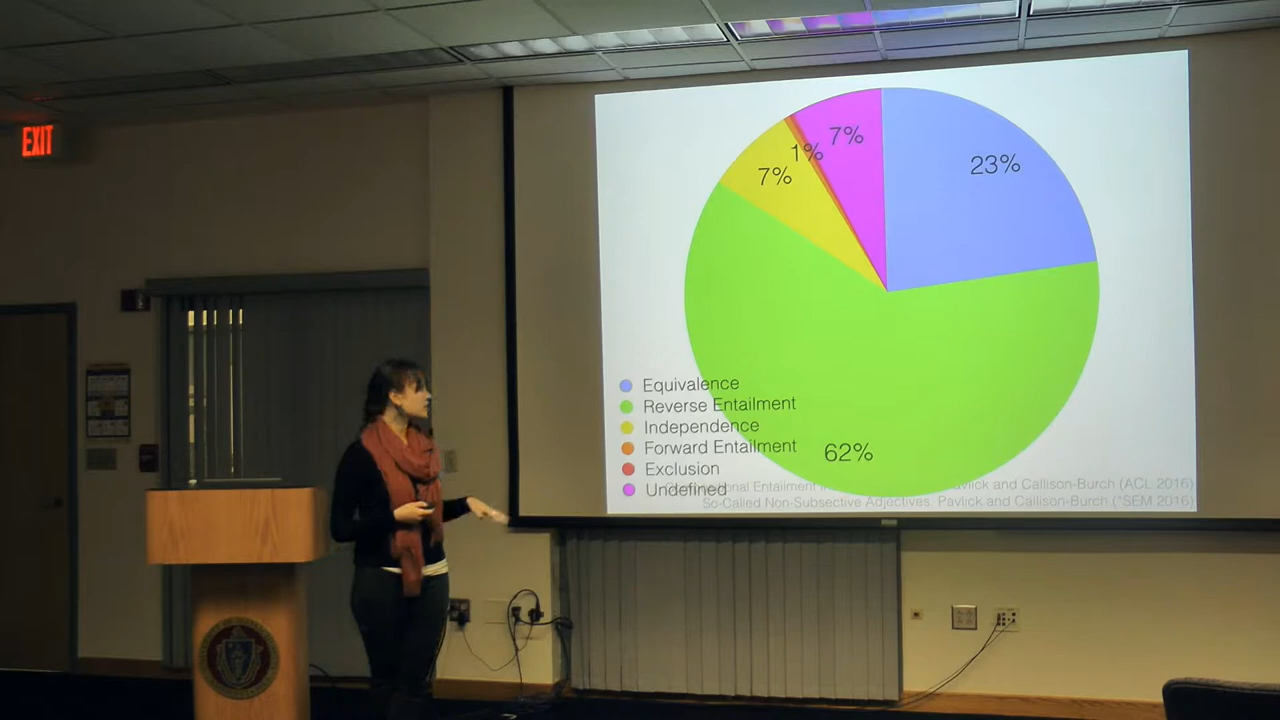 EXIT
7%
23%
1%
7%
Equivalence
Reverse Entailment
Independence
Forward Entailment
62%
Exclusion
Undefined
Entailment Pavlick and Callison-Burch (ACL 2016)
So-Called Non-Subsective Adjectives. Pavlick and Callison-Burch (*SEM 2016)